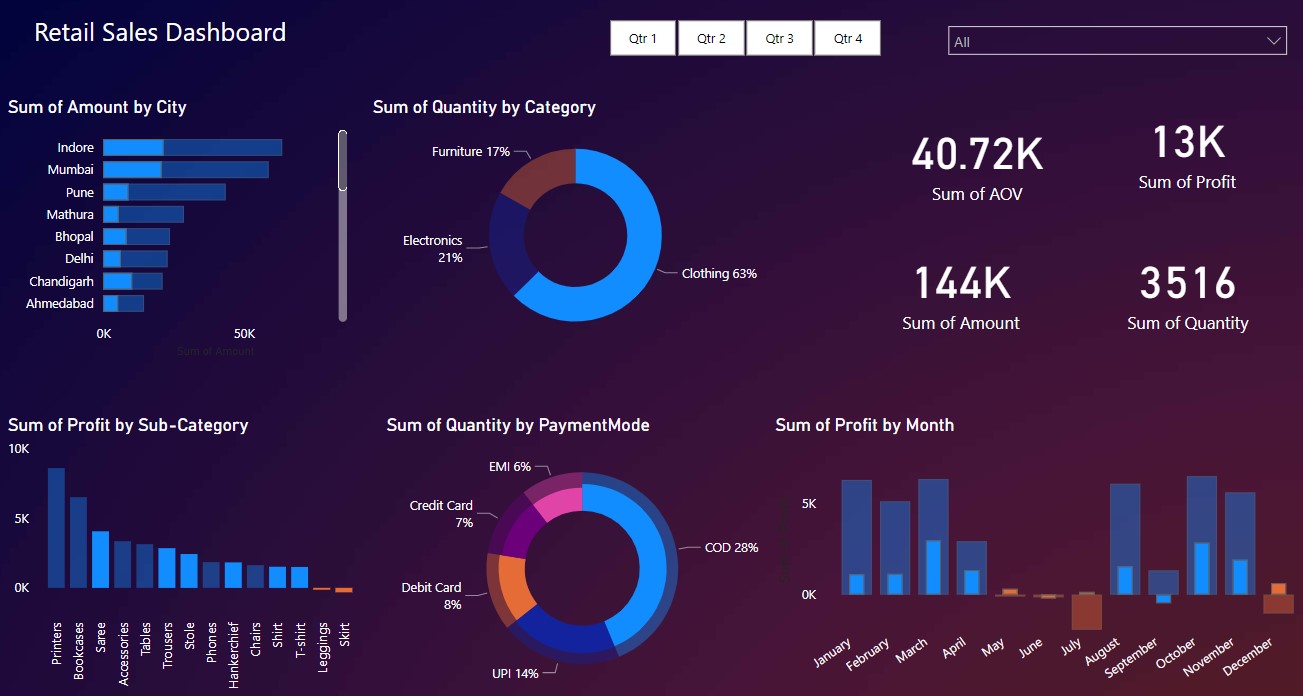 Retail Sales Dashboard
Qtr 1
Qtr 2
Qtr 3
Qtr 4
All
Sum of Amount by City
Indore
Mumbai
Pune
Mathura
Bhopal
Delhi
Chandigarh
Ahmedabad
0K
50K
Sum of Amount
Sum of Quantity by Category
Furniture 17%
Electronics
21%
Clothing 63%
40.72K
Sum of AOV
13K
Sum of Profit
144K
Sum of Amount
3516
Sum of Quantity
Sum of Profit by Sub-Category
10K
5K
0K
Printers
Bookcases
Saree
Accessories
Tables
Trousers
Stole
Phones
Hankerchief
Chairs
Shirt
T-shirt
Leggings
Skirt
Sum of Quantity by PaymentMode
EMI 6%
Credit Card
7%
Debit Card
8%
UPI 14%
COD 28%
Sum of Profit by Month
5K
0K
January
February
March
April
May
June
July
August
September
October
November
December